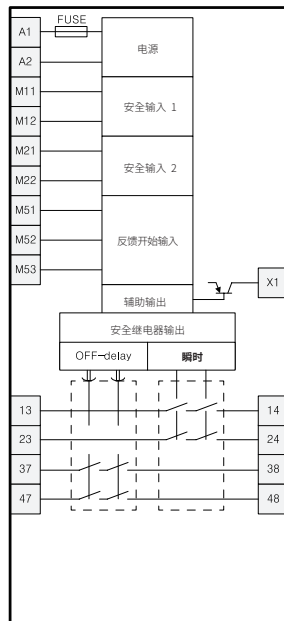 FUSE
A1
电源
A2
M11
安全输入 1
M12
M21
安全输入 2
M22
M51
M52
反馈开始输入
M53
X1
辅助输出
安全继电器输出
OFF-delay
瞬时
13
14
23
24
37
38
47
48